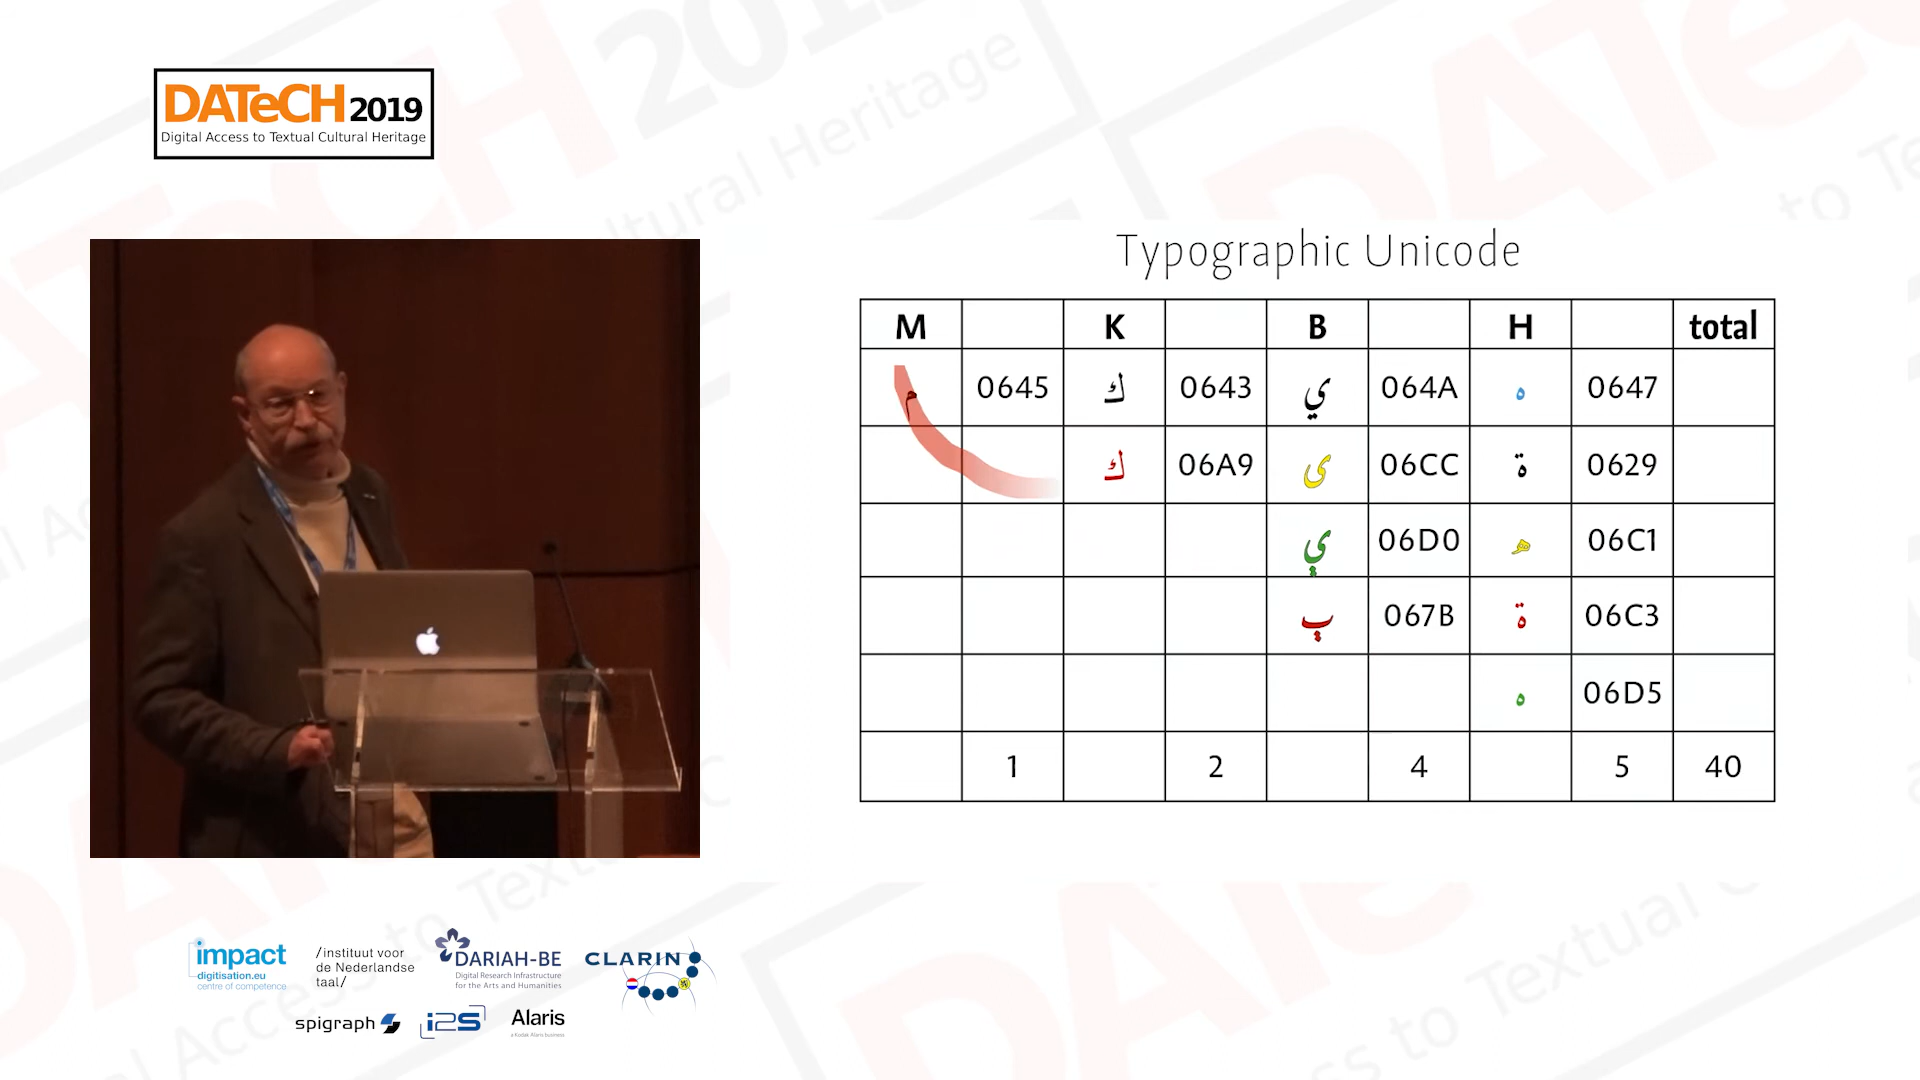 DATeCH 2019
Digital Access to Textual Cultural Heritage
Typographic Unicode
M K B H total
م 0645 ك 0643 ي 064A ه 0647
ك 06A9 ی 06CC ة 0629
ې 06D0 ہ 06C1
ٻ 067B ۃ 06C3
ە 06D5
1 2 4 5 40
impact
digitisation.eu
centre of competence
/instituut voor
de Nederlandse
taal/
DARIAH-BE
Digital Research Infrastructure
for the Arts and Humanities
CLARIN
spigraph
i2S
Alaris
a Kodak Alaris business